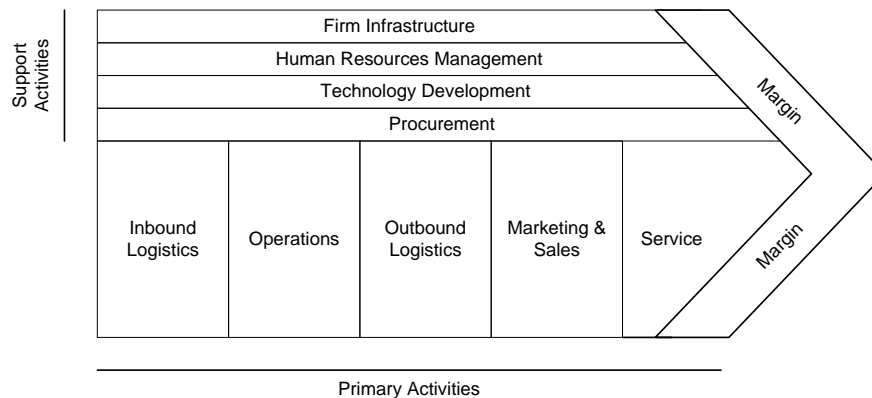 Support
Activities
Firm Infrastructure
Human Resources Management
Technology Development
Procurement
Margin
Inbound
Logistics
Operations
Outbound
Logistics
Marketing &
Sales
Service
Margin
Primary Activities